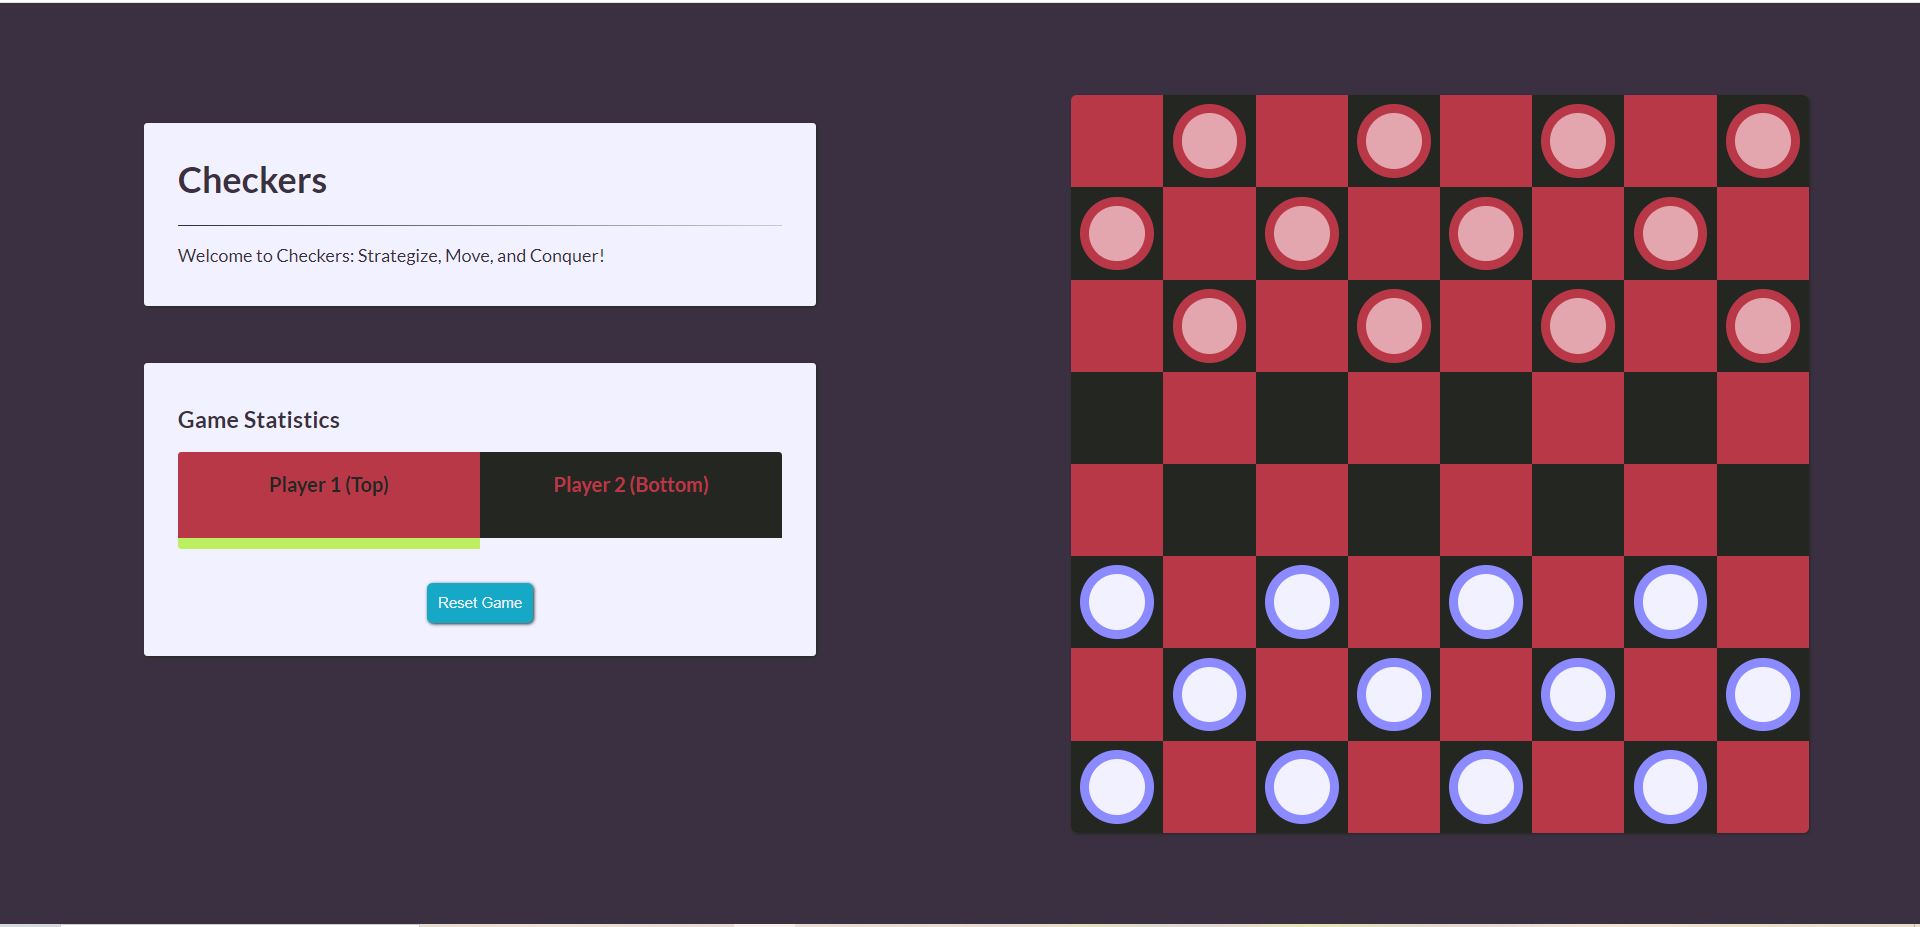 Checkers
Welcome to Checkers: Strategize, Move, and Conquer!
Game Statistics
Player 1 (Top)
Player 2 (Bottom)
Reset Game